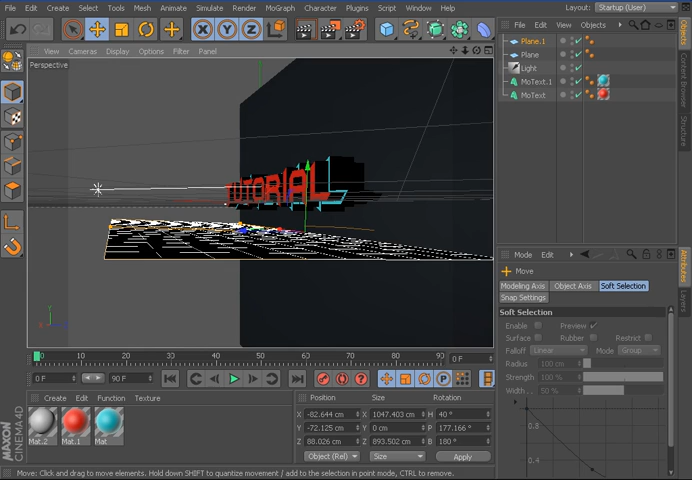 File Edit Create Select Tools Mesh Animate Simulate Render MoGraph Character Plugins Script Window Help Layout: Startup (User)
View Cameras Display Options Filter Panel
Perspective
File Edit View Objects
Plane.1
Plane
Light
MoText.1
MoText
Objects
Content Browser
Structure
TUTORIAL
Y
Mode Edit
Move
Modeling Axis Object Axis Soft Selection
Snap Settings
Soft Selection
Enable Preview
Surface Rubber Restrict
Falloff Linear Mode Group
Radius 100 cm
Strength 100 %
Width 50 %
0.8
0.4
Attributes
Layers
0 10 20 30 40 50 60 70 80 90 0 F
0 F 90 F
Create Edit Function Texture
Mat.2 Mat.1 Mat
Position Size Rotation
X -82.644 cm X 1047.403 cm H 40 °
Y -72.125 cm Y 0 cm P 177.166 °
Z 88.026 cm Z 893.502 cm B 180 °
Object (Rel) Size Apply
MAXON
CINEMA 4D
Move: Click and drag to move elements. Hold down SHIFT to quantize movement / add to the selection in point mode, CTRL to remove.